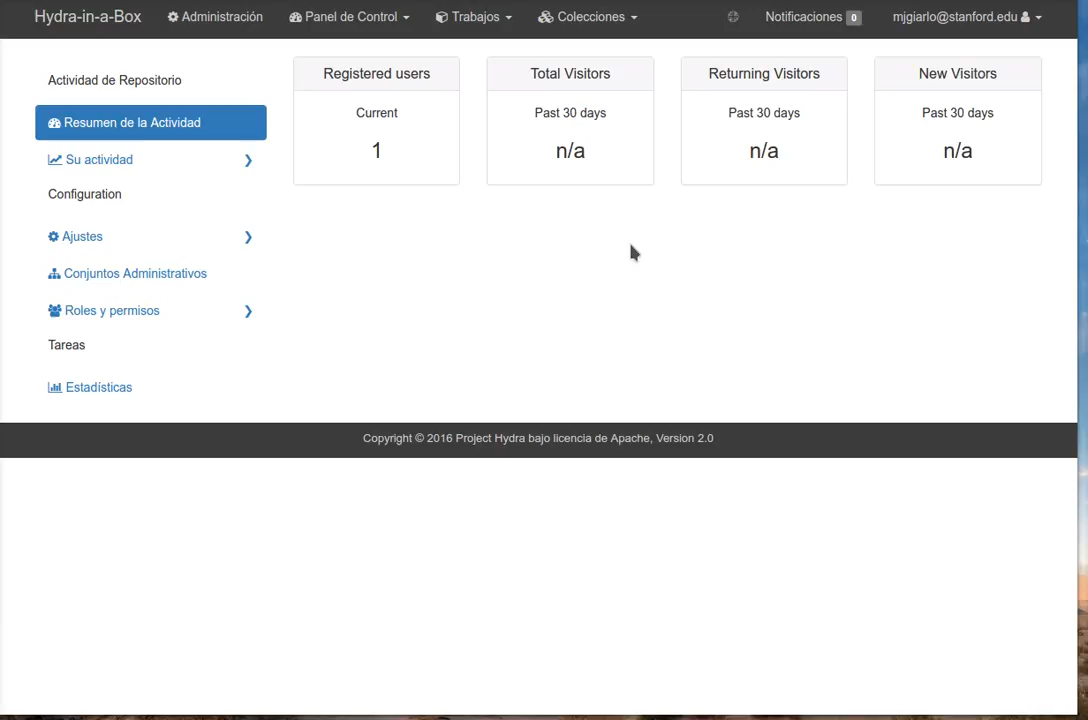 Hydra-in-a-Box Administración Panel de Control Trabajos Colecciones Notificaciones 0 mjgiarlo@stanford.edu
Actividad de Repositorio
Resumen de la Actividad
Su actividad
Configuration
Ajustes
Conjuntos Administrativos
Roles y permisos
Tareas
Estadísticas
Registered users
Current
1
Total Visitors
Past 30 days
n/a
Returning Visitors
Past 30 days
n/a
New Visitors
Past 30 days
n/a
Copyright © 2016 Project Hydra bajo licencia de Apache, Version 2.0